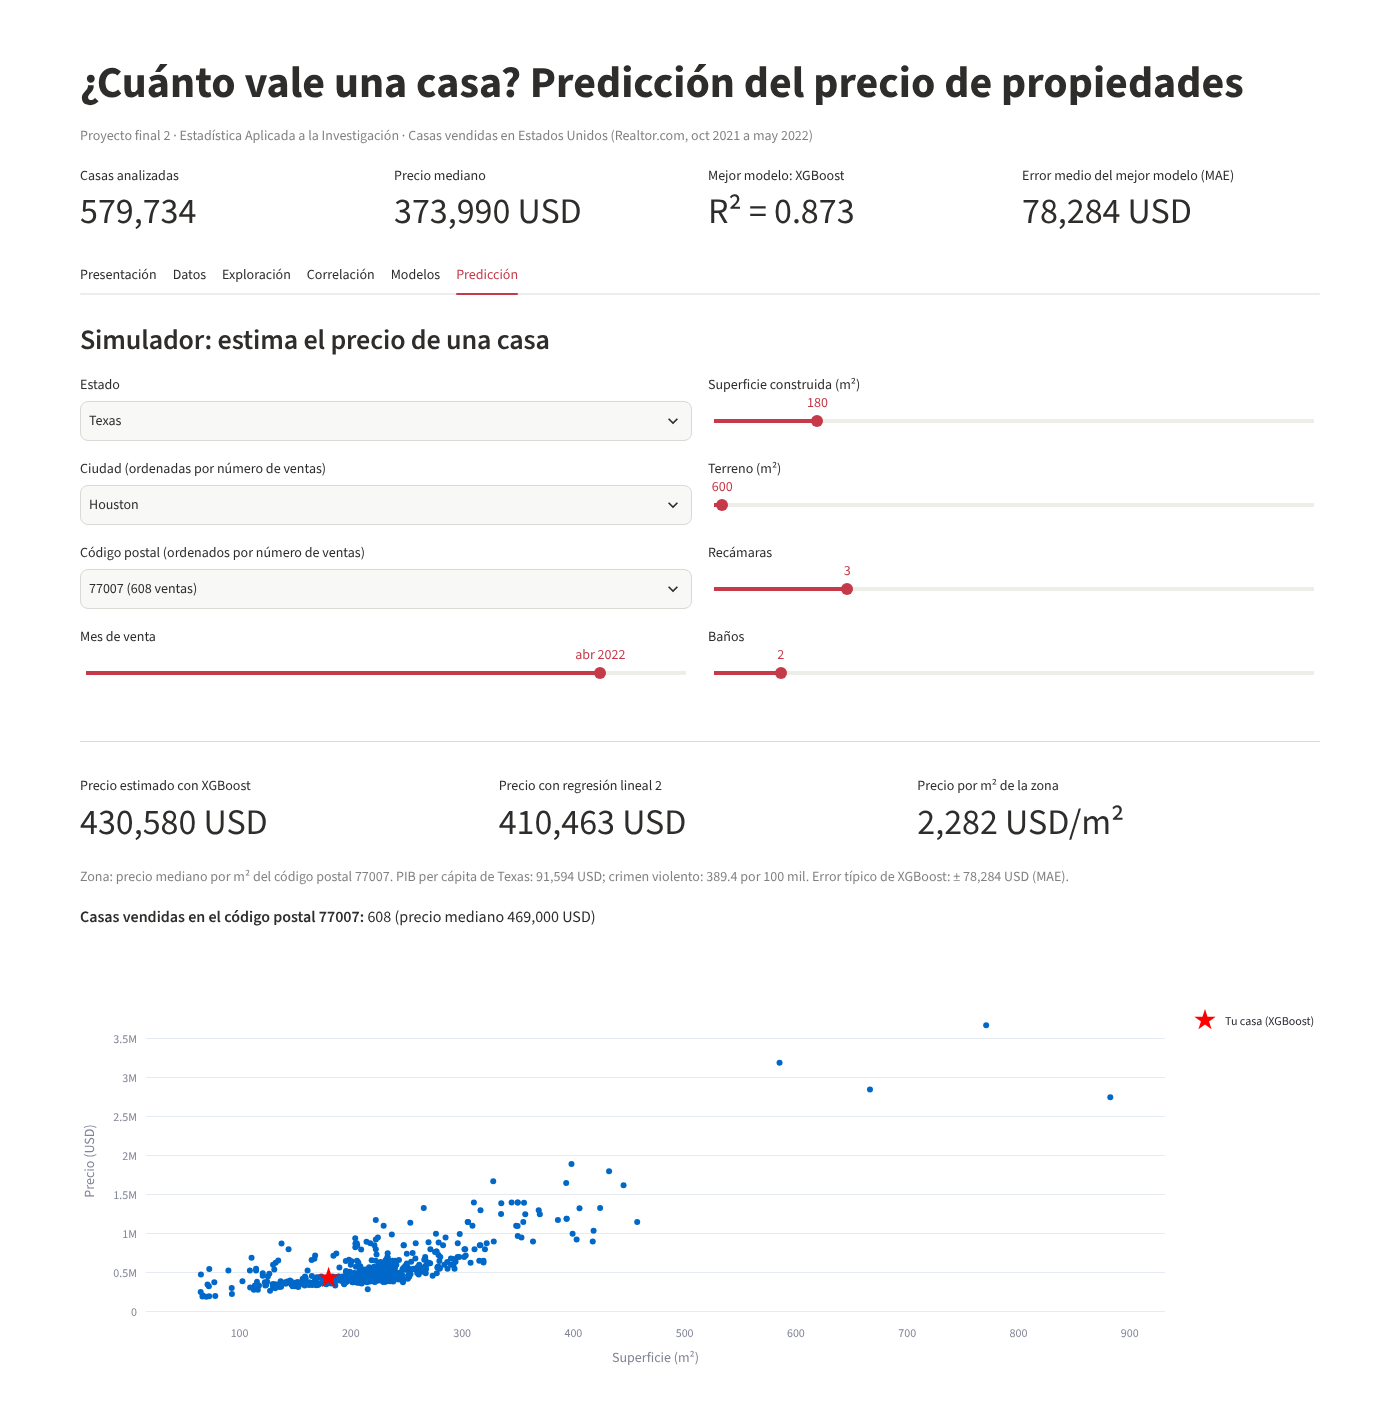 ¿Cuánto vale una casa? Predicción del precio de propiedades
Proyecto final 2 · Estadística Aplicada a la Investigación · Casas vendidas en Estados Unidos (Realtor.com, oct 2021 a may 2022)
Casas analizadas
579,734
Precio mediano
373,990 USD
Mejor modelo: XGBoost
R² = 0.873
Error medio del mejor modelo (MAE)
78,284 USD
Presentación Datos Exploración Correlación Modelos Predicción
Simulador: estima el precio de una casa
Estado
Texas
Ciudad (ordenadas por número de ventas)
Houston
Código postal (ordenados por número de ventas)
77007 (608 ventas)
Mes de venta
abr 2022
Superficie construida (m²)
180
Terreno (m²)
600
Recámaras
3
Baños
2
Precio estimado con XGBoost
430,580 USD
Precio con regresión lineal 2
410,463 USD
Precio por m² de la zona
2,282 USD/m²
Zona: precio mediano por m² del código postal 77007. PIB per cápita de Texas: 91,594 USD; crimen violento: 389.4 por 100 mil. Error típico de XGBoost: ± 78,284 USD (MAE).
Casas vendidas en el código postal 77007: 608 (precio mediano 469,000 USD)
Tu casa (XGBoost)
3.5M
3M
2.5M
2M
1.5M
1M
0.5M
0
Precio (USD)
100 200 300 400 500 600 700 800 900
Superficie (m²)